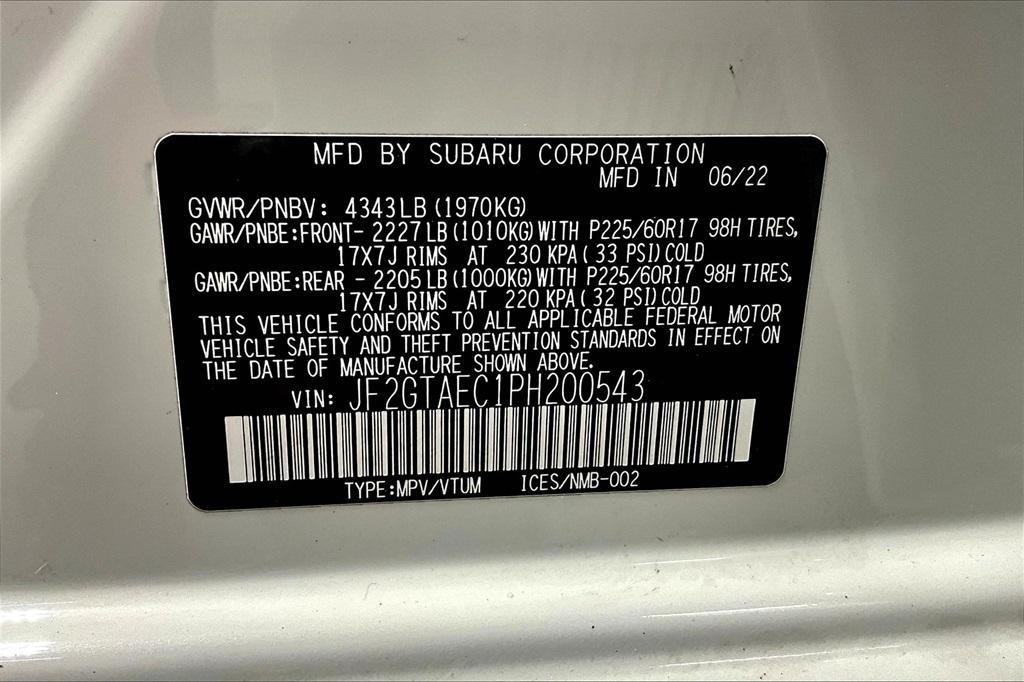 MFD BY SUBARU CORPORATION
MFD IN 06/22
GVWR/PNBV: 4343LB (1970KG)
GAWR/PNBE:FRONT- 2227LB (1010KG)WITH P225/60R17 98H TIRES,
17X7J RIMS AT 230 KPA ( 33 PSI) COLD
GAWR/PNBE:REAR - 2205LB (1000KG) WITH P225/60R17 98H TIRES,
17X7J RIMS AT 220 KPA ( 32 PSI) COLD
THIS VEHICLE CONFORMS TO ALL APPLICABLE FEDERAL MOTOR
VEHICLE SAFETY AND THEFT PREVENTION STANDARDS IN EFFECT ON
THE DATE OF MANUFACTURE SHOWN ABOVE.
VIN: JF2GTAEC1PH200543
TYPE:MPV/VTUM ICES/NMB-002